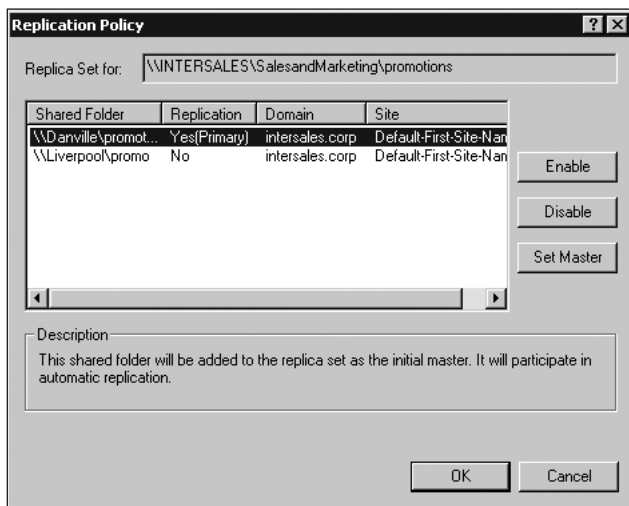 Replication Policy
Replica Set for: \\INTERSALES\SalesandMarketing\promotions
Shared Folder Replication Domain Site
\\Danville\promot... Yes(Primary) intersales.corp Default-First-Site-Nan
\\Liverpool\promo No intersales.corp Default-First-Site-Nan
Enable
Disable
Set Master
Description
This shared folder will be added to the replica set as the initial master. It will participate in
automatic replication.
OK Cancel